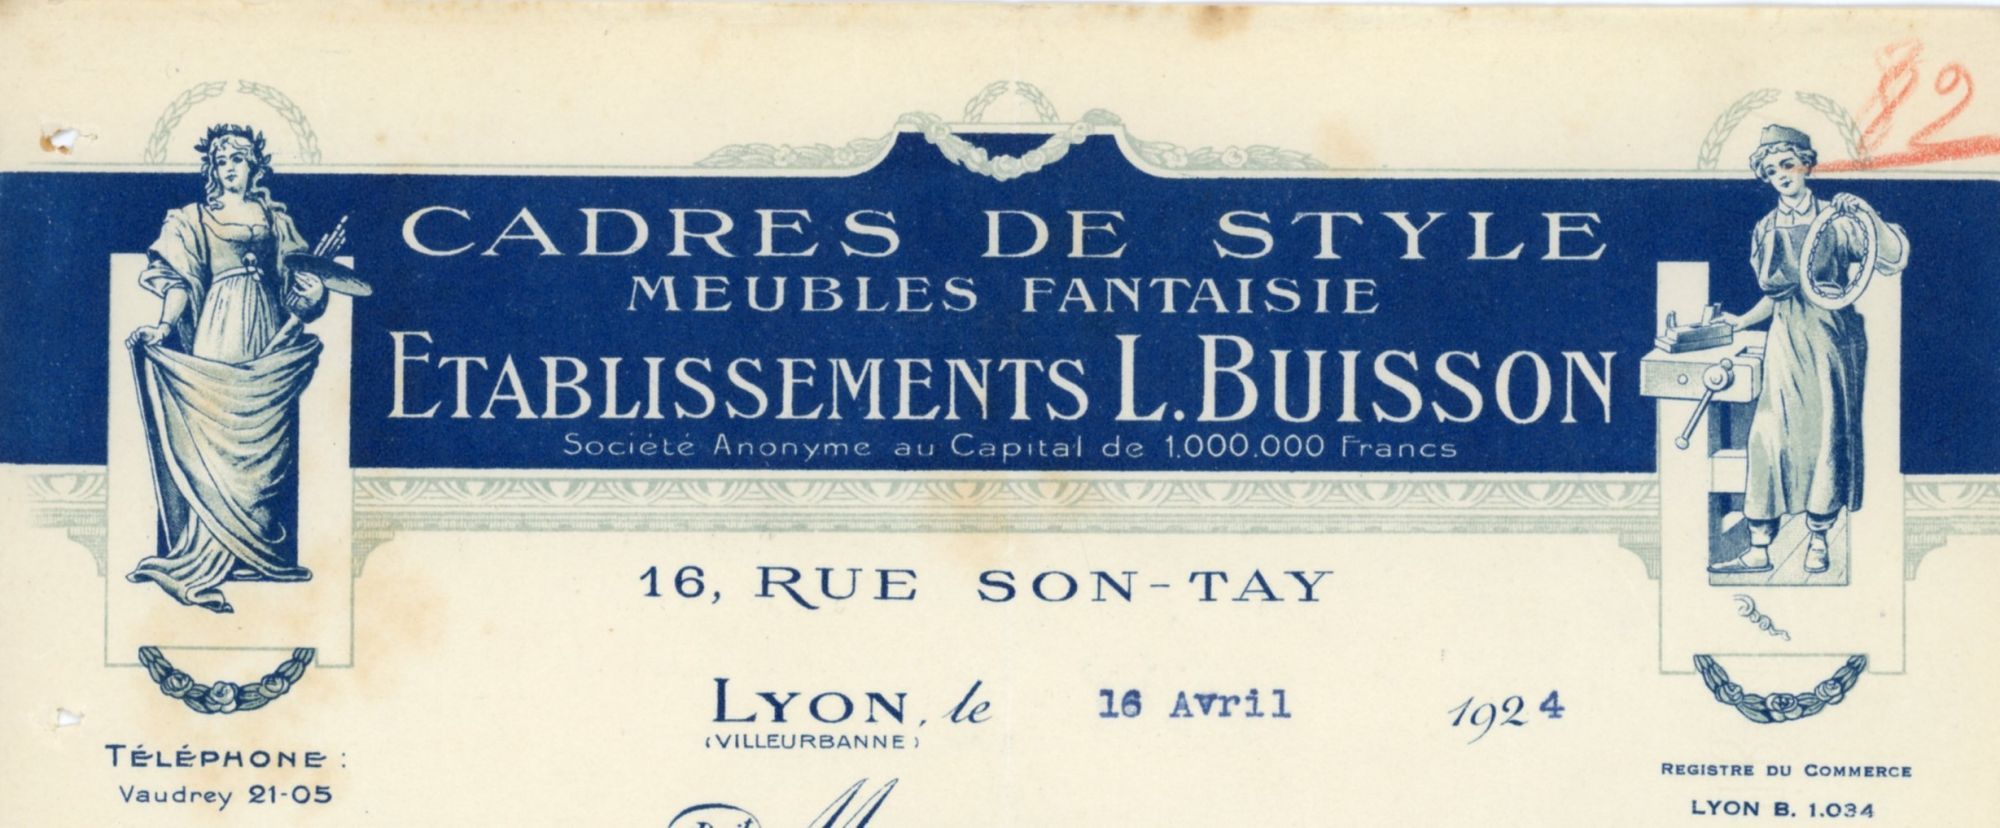 82
CADRES DE STYLE
MEUBLES FANTAISIE
ETABLISSEMENTS L. BUISSON
Société Anonyme au Capital de 1.000.000 Francs
16, RUE SON-TAY
LYON, le 16 Avril 1924
(VILLEURBANNE)
TÉLÉPHONE :
Vaudrey 21-05
REGISTRE DU COMMERCE
LYON B. 1.034